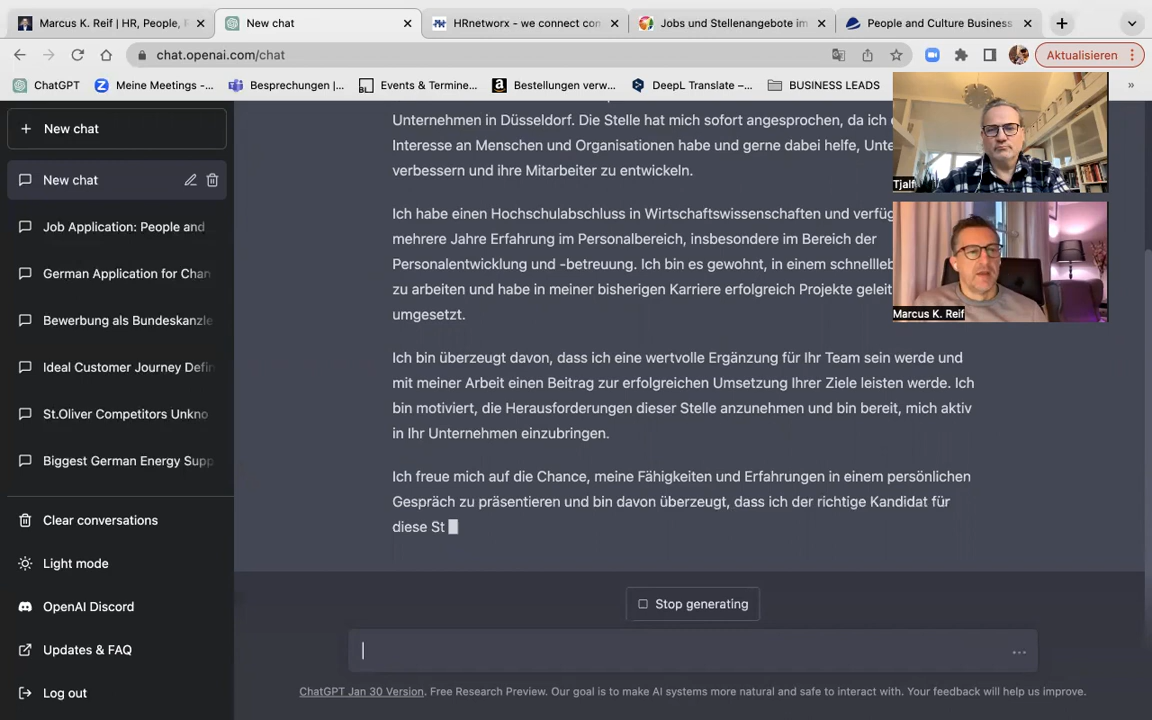 Marcus K. Reif | HR, People,
New chat
HRnetworx - we connect con
Jobs und Stellenangebote im
People and Culture Business
chat.openai.com/chat
Aktualisieren
ChatGPT
Meine Meetings -...
Besprechungen |...
Events & Termine...
Bestellungen verw...
DeepL Translate –...
BUSINESS LEADS
»
New chat
New chat
Job Application: People and
German Application for Chan
Bewerbung als Bundeskanzle
Ideal Customer Journey Defin
St.Oliver Competitors Unkno
Biggest German Energy Supp
Clear conversations
Light mode
OpenAI Discord
Updates & FAQ
Log out
Unternehmen in Düsseldorf. Die Stelle hat mich sofort angesprochen, da ich
Interesse an Menschen und Organisationen habe und gerne dabei helfe,
verbessern und ihre Mitarbeiter zu entwickeln.
Ich habe einen Hochschulabschluss in Wirtschaftswissenschaften und
mehrere Jahre Erfahrung im Personalbereich, insbesondere im Bereich der
Personalentwicklung und -betreuung. Ich bin es gewohnt, in einem
zu arbeiten und habe in meiner bisherigen Karriere erfolgreich Projekte
umgesetzt.
Ich bin überzeugt davon, dass ich eine wertvolle Ergänzung für Ihr Team sein werde und
mit meiner Arbeit einen Beitrag zur erfolgreichen Umsetzung Ihrer Ziele leisten werde. Ich
bin motiviert, die Herausforderungen dieser Stelle anzunehmen und bin bereit, mich aktiv
in Ihr Unternehmen einzubringen.
Ich freue mich auf die Chance, meine Fähigkeiten und Erfahrungen in einem persönlichen
Gespräch zu präsentieren und bin davon überzeugt, dass ich der richtige Kandidat für
diese St
Tjalf
Marcus K. Reif
Stop generating
ChatGPT Jan 30 Version. Free Research Preview. Our goal is to make AI systems more natural and safe to interact with. Your feedback will help us improve.